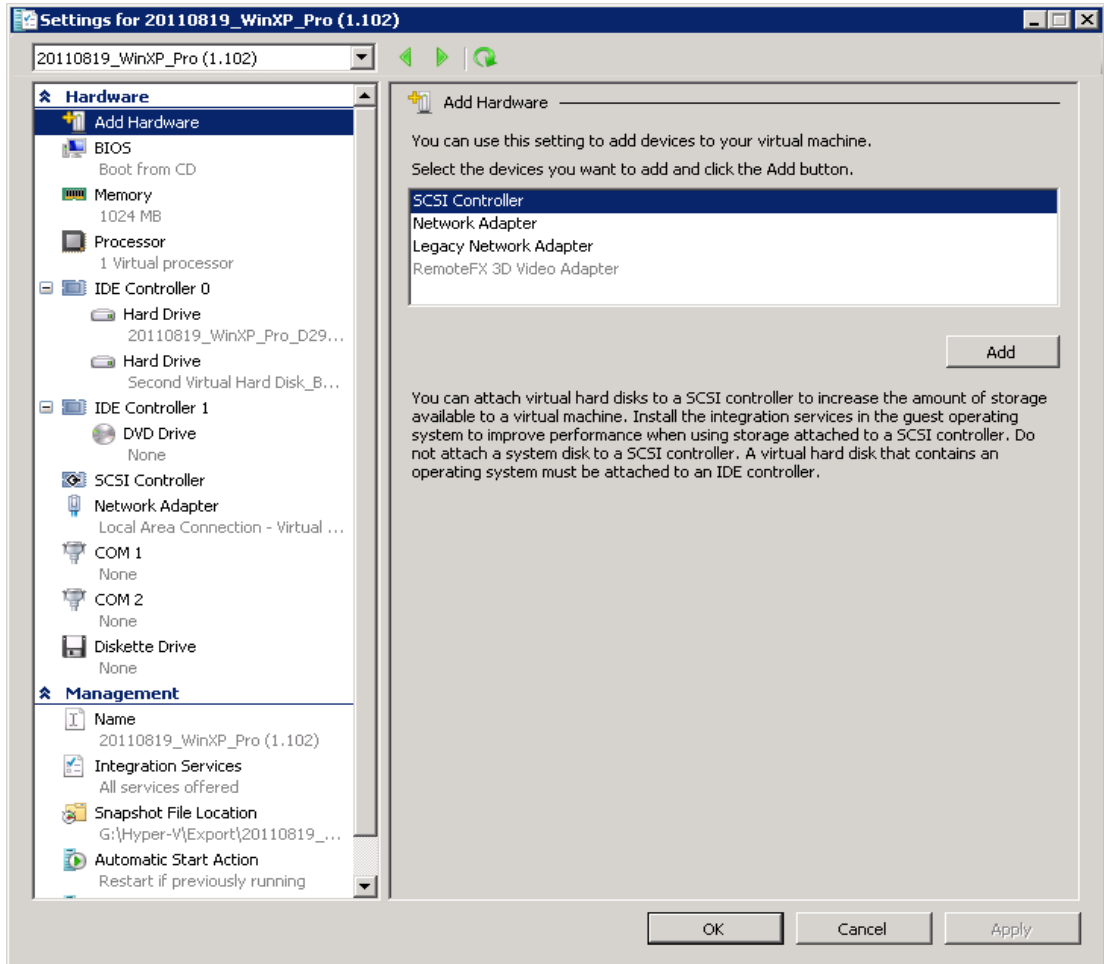 Settings for 20110819_WinXP_Pro (1.102)
20110819_WinXP_Pro (1.102)
Hardware
Add Hardware
BIOS
Boot from CD
Memory
1024 MB
Processor
1 Virtual processor
IDE Controller 0
Hard Drive
20110819_WinXP_Pro_D29...
Hard Drive
Second Virtual Hard Disk_B...
IDE Controller 1
DVD Drive
None
SCSI Controller
Network Adapter
Local Area Connection - Virtual ...
COM 1
None
COM 2
None
Diskette Drive
None
Management
Name
20110819_WinXP_Pro (1.102)
Integration Services
All services offered
Snapshot File Location
G:\Hyper-V\Export\20110819_...
Automatic Start Action
Restart if previously running
Add Hardware
You can use this setting to add devices to your virtual machine.
Select the devices you want to add and click the Add button.
SCSI Controller
Network Adapter
Legacy Network Adapter
RemoteFX 3D Video Adapter
Add
You can attach virtual hard disks to a SCSI controller to increase the amount of storage
available to a virtual machine. Install the integration services in the guest operating
system to improve performance when using storage attached to a SCSI controller. Do
not attach a system disk to a SCSI controller. A virtual hard disk that contains an
operating system must be attached to an IDE controller.
OK
Cancel
Apply